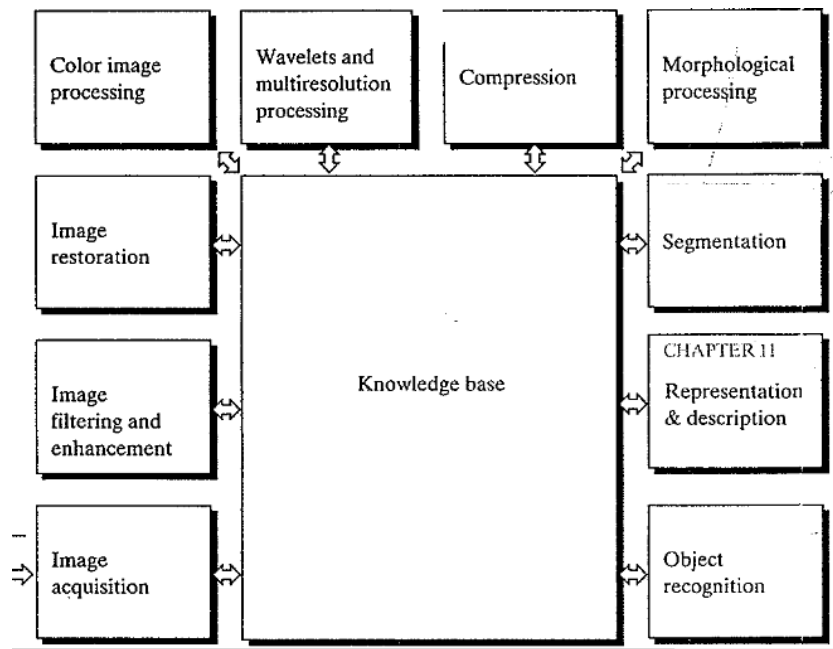 Color image
processing
Wavelets and
multiresolution
processing
Compression
Morphological
processing
Image
restoration
Segmentation
Knowledge base
Image
filtering and
enhancement
CHAPTER 11
Representation
& description
Image
acquisition
Object
recognition